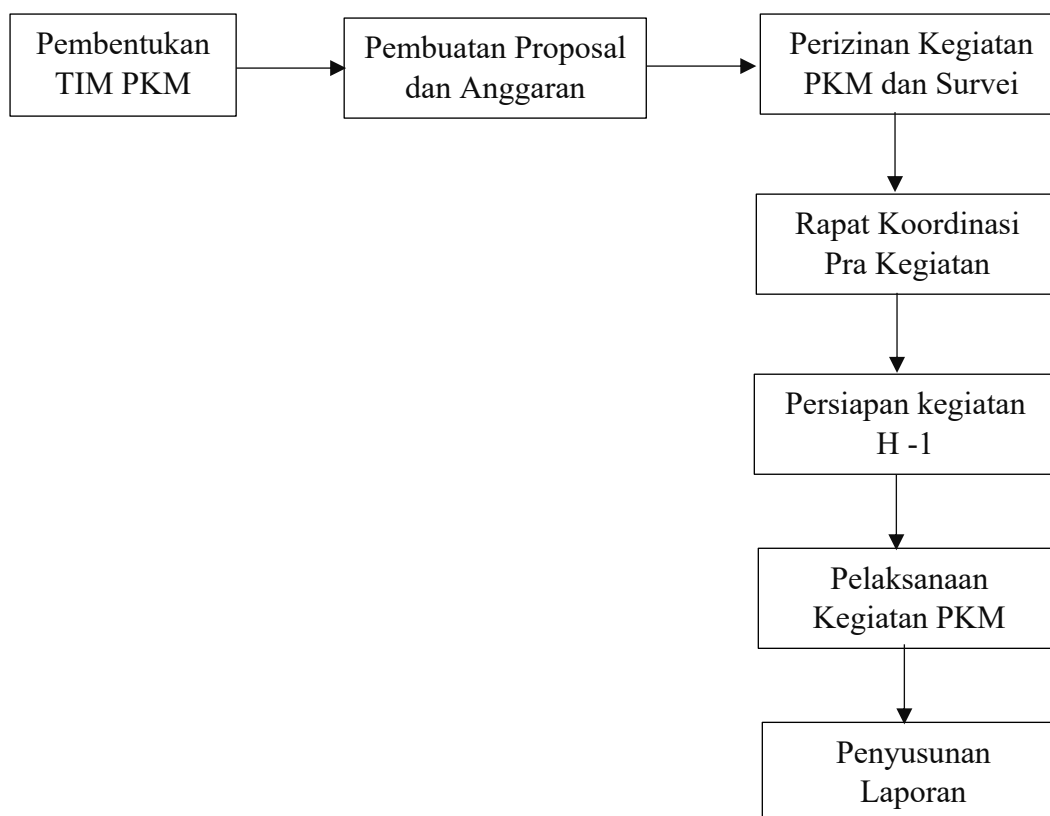 Pembentukan
TIM PKM
Pembuatan Proposal
dan Anggaran
Perizinan Kegiatan
PKM dan Survei
Rapat Koordinasi
Pra Kegiatan
Persiapan kegiatan
H -1
Pelaksanaan
Kegiatan PKM
Penyusunan
Laporan